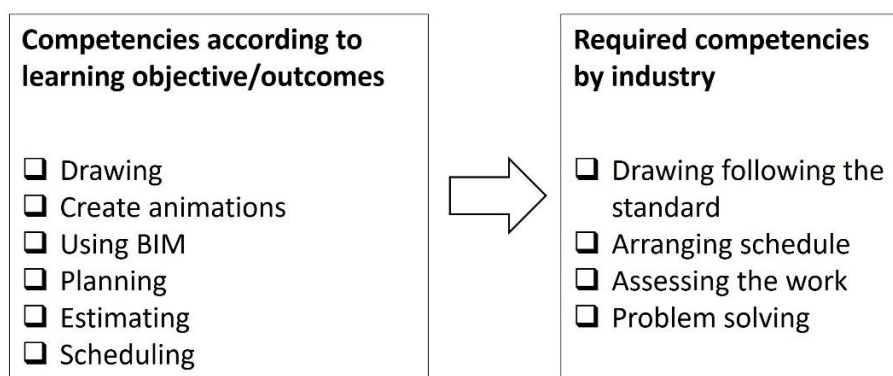 Competencies according to
learning objective/outcomes
Drawing
Create animations
Using BIM
Planning
Estimating
Scheduling
Required competencies
by industry
Drawing following the
standard
Arranging schedule
Assessing the work
Problem solving